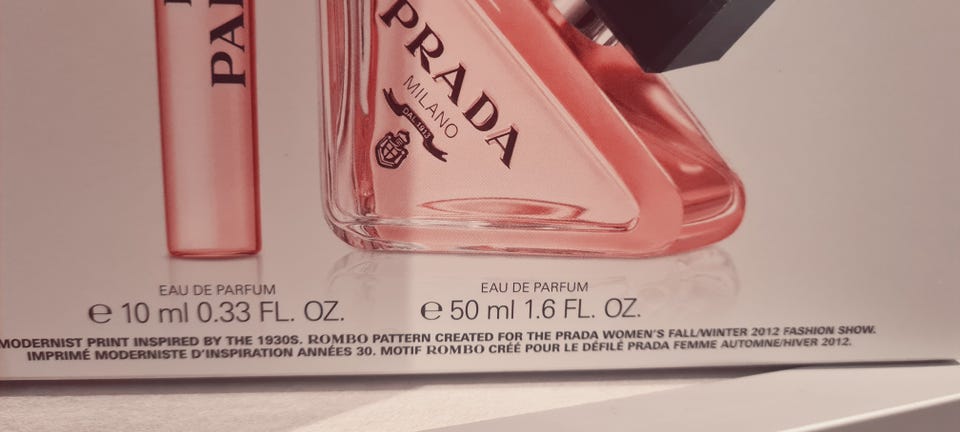 PRADA
MILANO
DAL 1913
EAU DE PARFUM
℮ 10 ml 0.33 FL. OZ.
EAU DE PARFUM
℮ 50 ml 1.6 FL. OZ.
MODERNIST PRINT INSPIRED BY THE 1930S. ROMBO PATTERN CREATED FOR THE PRADA WOMEN'S FALL/WINTER 2012 FASHION SHOW.
IMPRIMÉ MODERNISTE D'INSPIRATION ANNÉES 30. MOTIF ROMBO CRÉÉ POUR LE DÉFILÉ PRADA FEMME AUTOMNE/HIVER 2012.